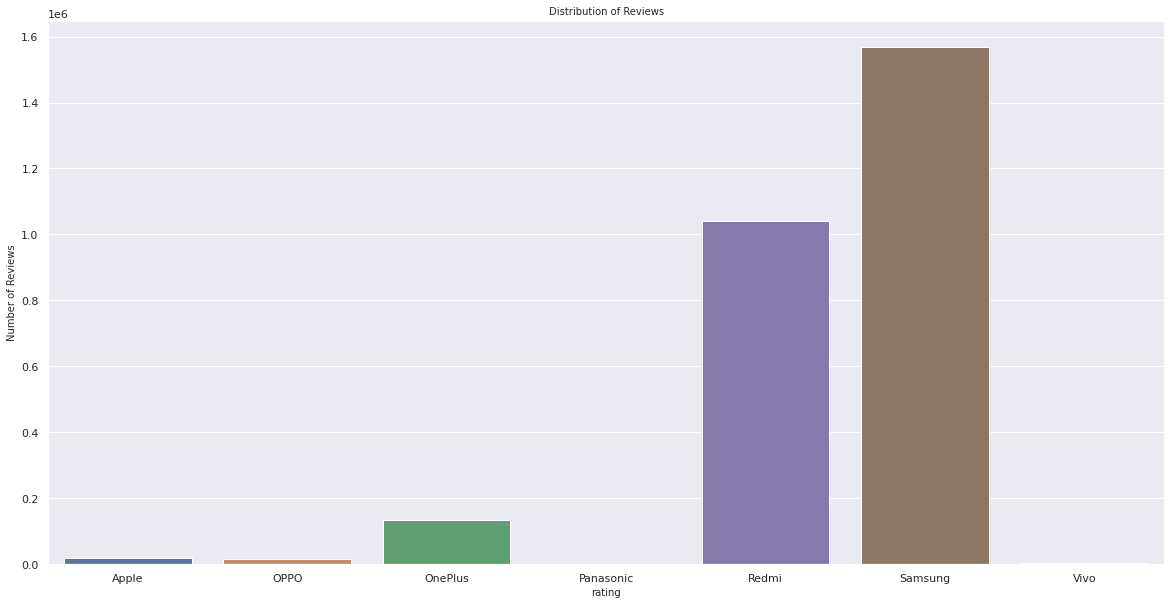 Distribution of Reviews
1e6
1.6
1.4
1.2
1.0
0.8
0.6
0.4
0.2
0.0
Number of Reviews
Apple OPPO OnePlus Panasonic Redmi Samsung Vivo
rating